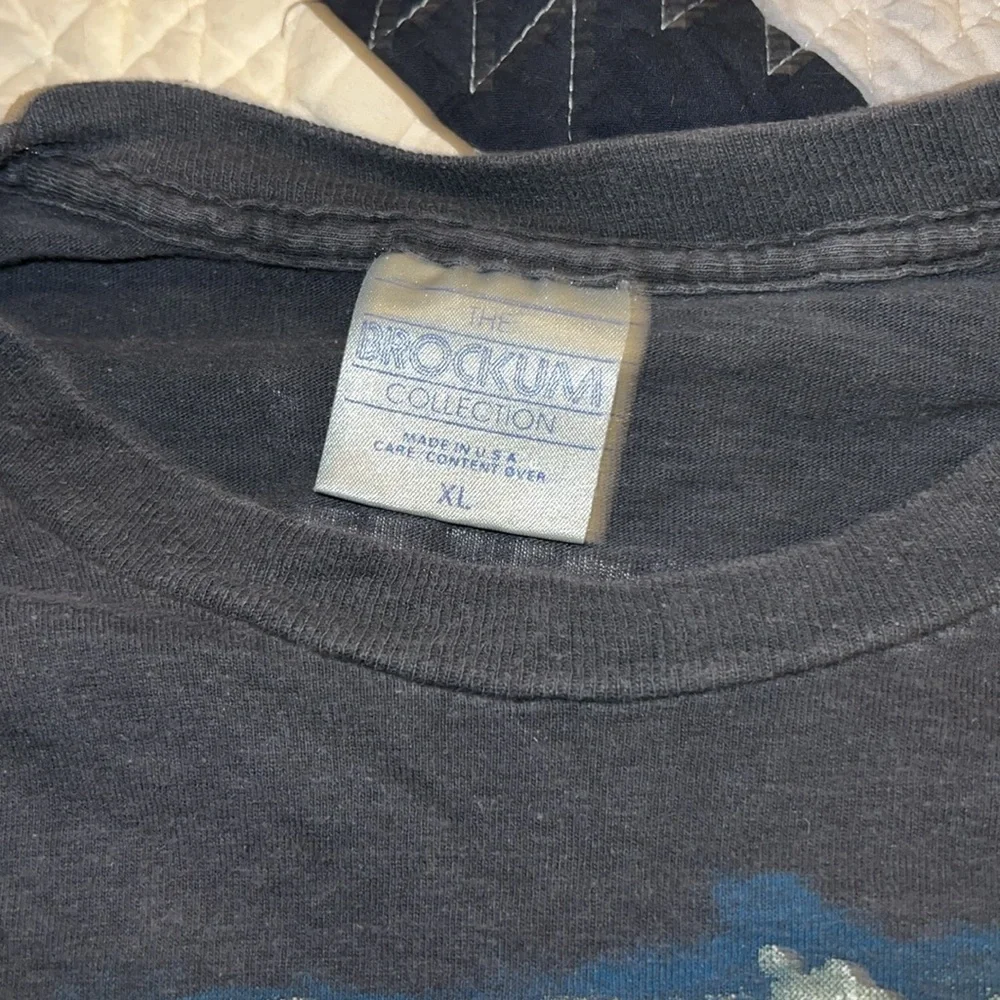 THE
BROCKUM
COLLECTION
MADE IN U.S.A.
CARE CONTENT OVER
XL